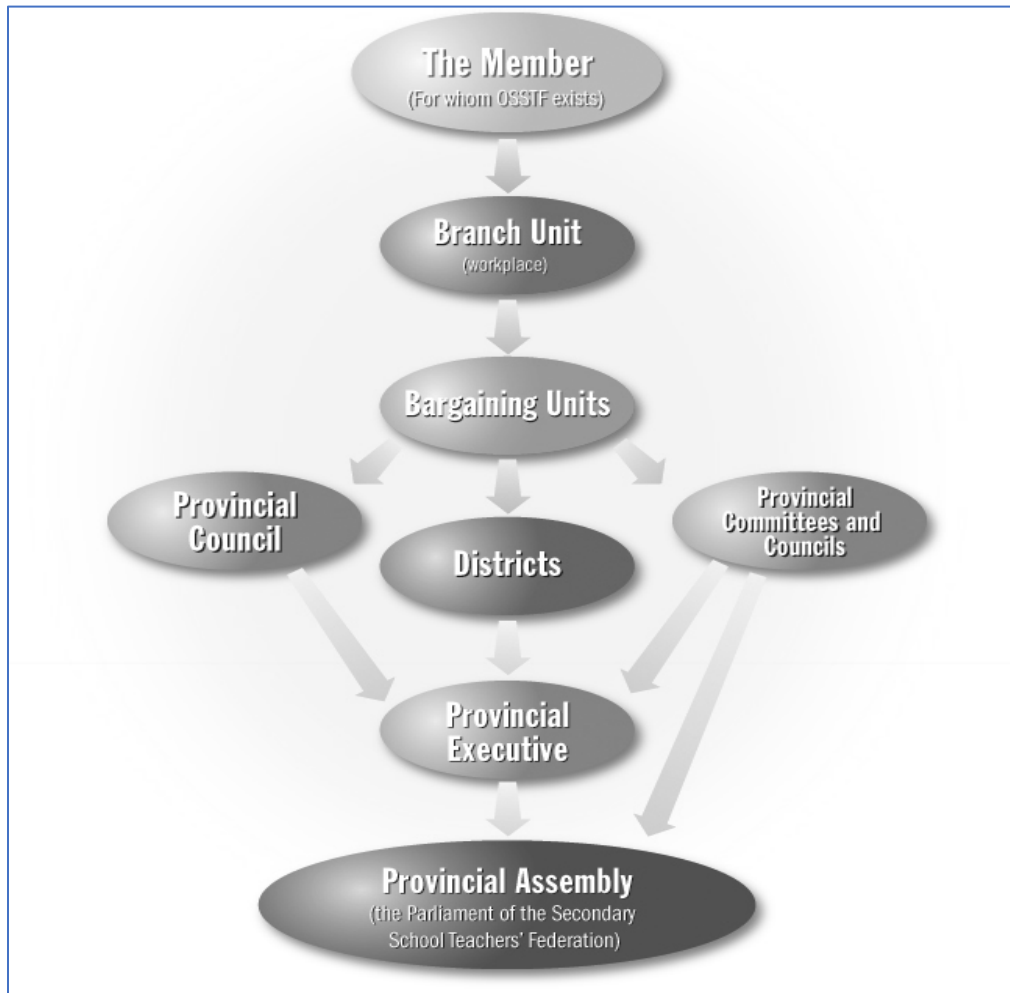 The Member
(For whom OSSTF exists)
Branch Unit
(workplace)
Bargaining Units
Provincial
Council
Provincial
Committees and
Councils
Districts
Provincial
Executive
Provincial Assembly
(the Parliament of the Secondary
School Teachers' Federation)